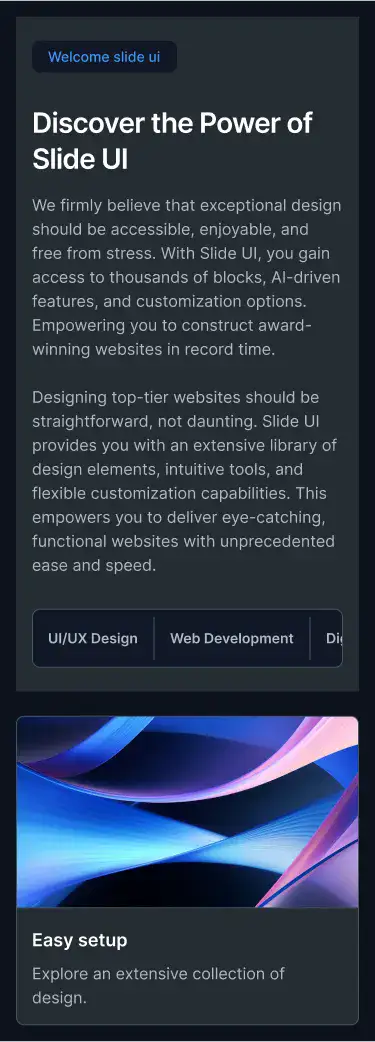 Welcome slide ui
Discover the Power of
Slide UI
We firmly believe that exceptional design
should be accessible, enjoyable, and
free from stress. With Slide UI, you gain
access to thousands of blocks, AI-driven
features, and customization options.
Empowering you to construct award-
winning websites in record time.
Designing top-tier websites should be
straightforward, not daunting. Slide UI
provides you with an extensive library of
design elements, intuitive tools, and
flexible customization capabilities. This
empowers you to deliver eye-catching,
functional websites with unprecedented
ease and speed.
UI/UX Design
Web Development
Easy setup
Explore an extensive collection of
design.